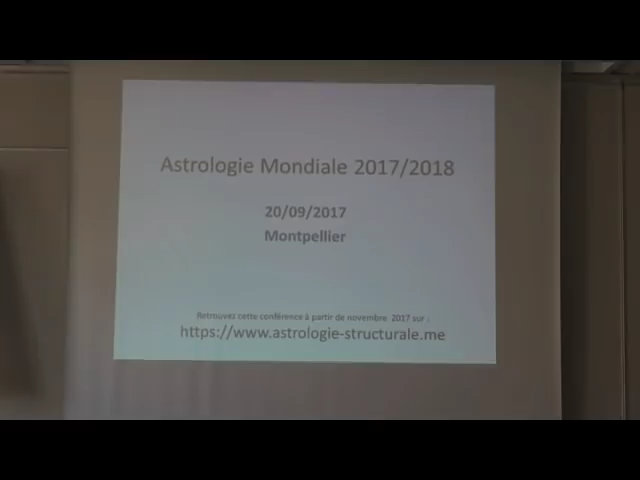 Astrologie Mondiale 2017/2018
20/09/2017
Montpellier
Retrouvez cette conférence à partir de novembre 2017 sur :
https://www.astrologie-structurale.me